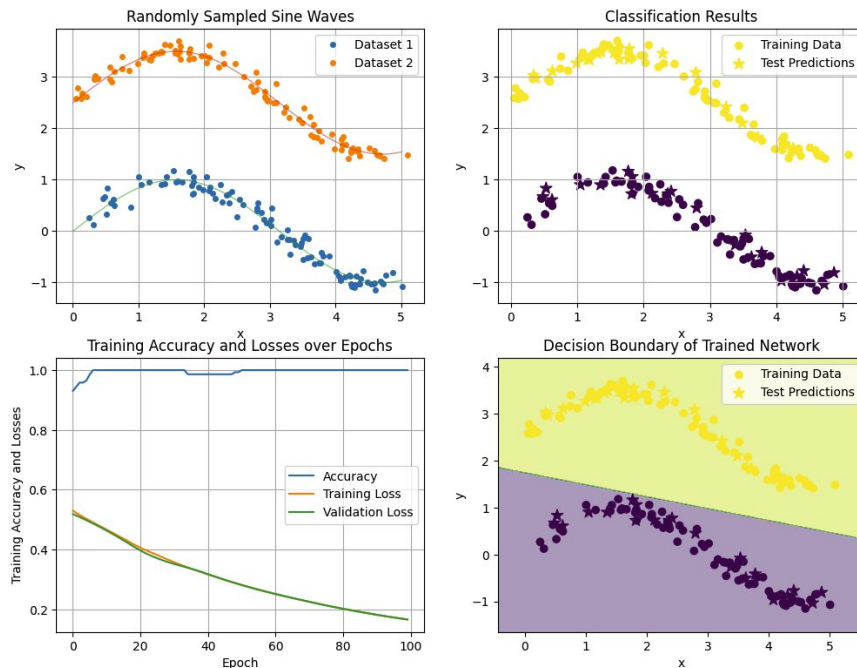 Randomly Sampled Sine Waves
Dataset 1
Dataset 2
y
3
2
1
0
−1
0 1 2 3 4 5
x
Classification Results
Training Data
Test Predictions
y
3
2
1
0
−1
0 1 2 3 4 5
x
Training Accuracy and Losses over Epochs
Training Accuracy and Losses
1.0
0.8
0.6
0.4
0.2
Accuracy
Training Loss
Validation Loss
0 20 40 60 80 100
Epoch
Decision Boundary of Trained Network
Training Data
Test Predictions
y
4
3
2
1
0
−1
0 1 2 3 4 5
x